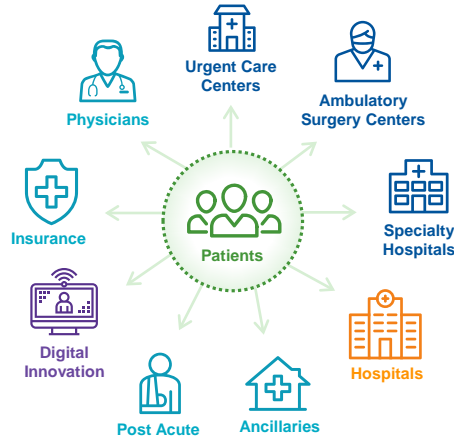 Urgent Care
Centers
Physicians
Ambulatory
Surgery Centers
Insurance
Patients
Specialty
Hospitals
Digital
Innovation
Hospitals
Post Acute
Ancillaries